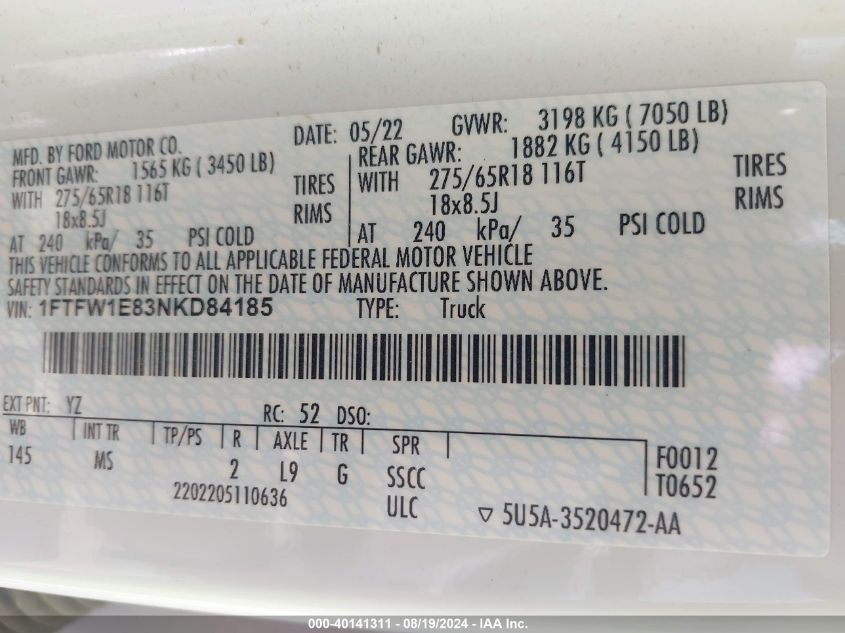 MFD. BY FORD MOTOR CO.
DATE: 05/22 GVWR: 3198 KG ( 7050 LB)
FRONT GAWR: 1565 KG ( 3450 LB)
REAR GAWR: 1882 KG ( 4150 LB)
WITH 275/65R18 116T TIRES
WITH 275/65R18 116T TIRES
18x8.5J RIMS
18x8.5J RIMS
AT 240 kPa/ 35 PSI COLD
AT 240 kPa/ 35 PSI COLD
THIS VEHICLE CONFORMS TO ALL APPLICABLE FEDERAL MOTOR VEHICLE
SAFETY STANDARDS IN EFFECT ON THE DATE OF MANUFACTURE SHOWN ABOVE.
VIN: 1FTFW1E83NKD84185 TYPE: Truck
EXT PNT: YZ RC: 52 DSO:
WB INT TR TP/PS R AXLE TR SPR
145 MS 2 L9 G SSCC
F0012
T0652
2202205110636 ULC
▽ 5U5A-3520472-AA
000-40141311 - 08/19/2024 - IAA Inc.